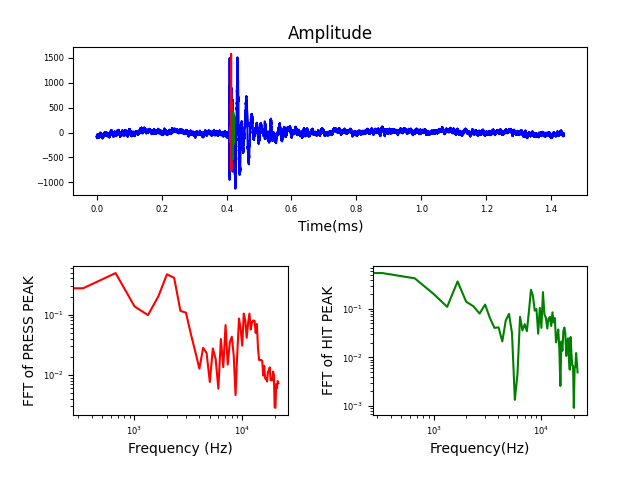 Amplitude
1500
1000
500
0
−500
−1000
0.0 0.2 0.4 0.6 0.8 1.0 1.2 1.4
Time(ms)
FFT of PRESS PEAK
10⁻¹
10⁻²
10³ 10⁴
Frequency (Hz)
FFT of HIT PEAK
10⁻¹
10⁻²
10⁻³
10³ 10⁴
Frequency(Hz)